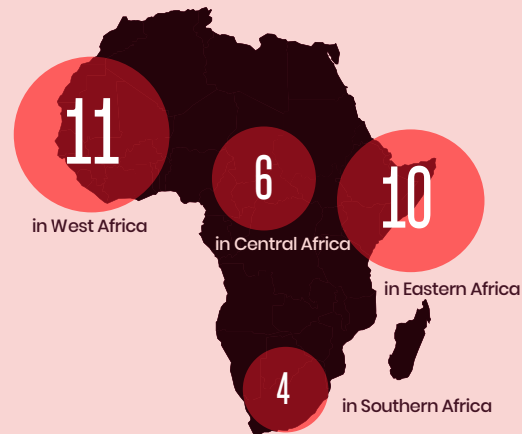 11
in West Africa
6
in Central Africa
10
in Eastern Africa
4
in Southern Africa